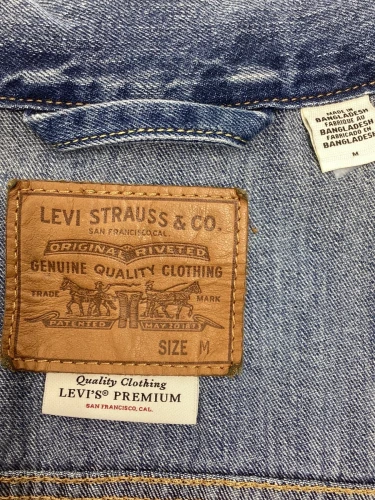 MADE IN
BANGLADESH
FABRIQUE AU
BANGLADESH
FABRICADO EN
BANGLADESH
M
LEVI STRAUSS & CO.
SAN FRANCISCO, CAL.
ORIGINAL RIVETED
GENUINE QUALITY CLOTHING
TRADE MARK
PATENTED MAY 20 1873
SIZE M
Quality Clothing
LEVI'S® PREMIUM
SAN FRANCISCO, CAL.